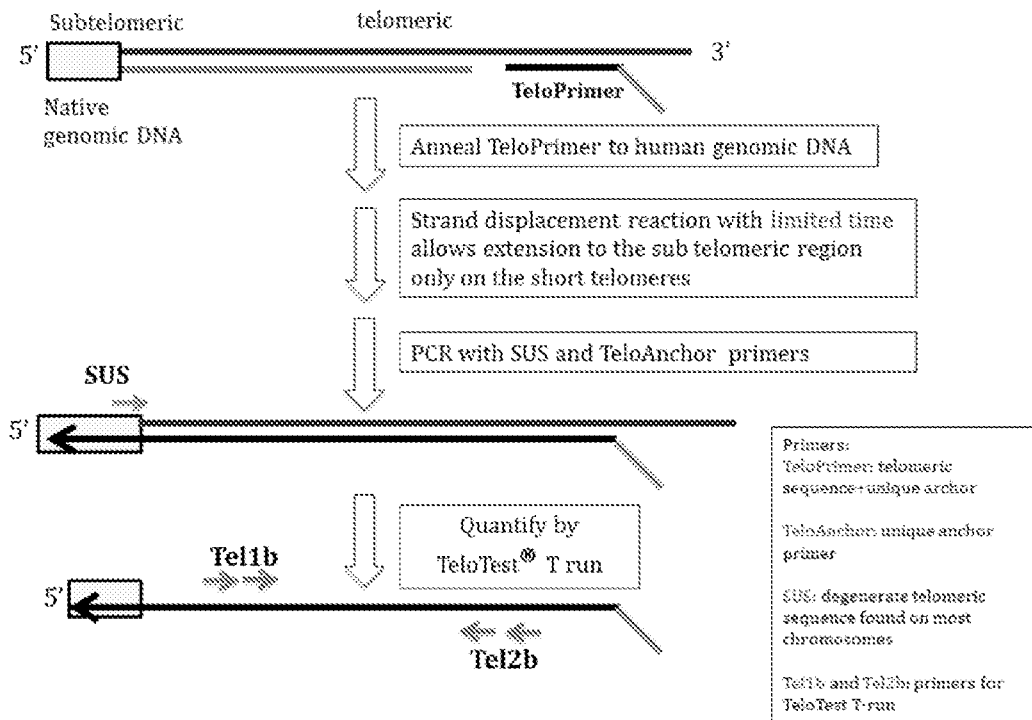 Subtelomeric
telomeric
5’
3’
TeloPrimer
Native
genomic DNA
Anneal TeloPrimer to human genomic DNA
Strand displacement reaction with limited time
allows extension to the sub telomeric region
only on the short telomeres
PCR with SUS and TeloAnchor primers
SUS
5’
Primers:
TeloPrimer: telomeric
sequence+unique archor
TeloAnchor: unique anchor
primer
SUS: degenerate telomeric
sequence found on most
chromosomes
Tel1b and Tel2b: primers for
TeloTest T-run
Quantify by
TeloTest® T run
Tel1b
5’
Tel2b